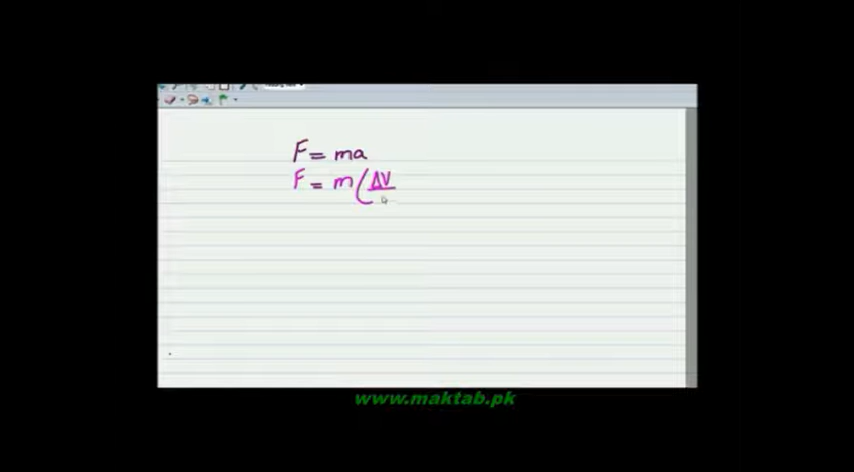 F = ma
F = m(ΔV
www.maktab.pk